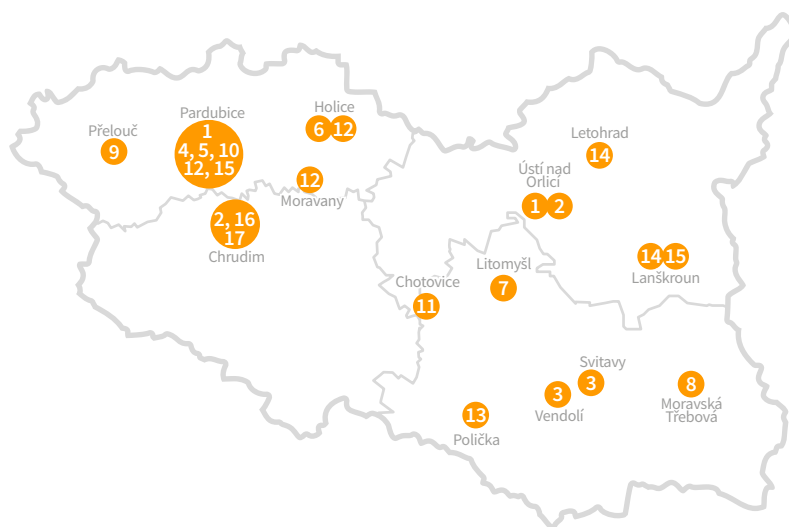 Pardubice
1
4, 5, 10
12, 15
Holice
6 12
Přelouč
9
Letohrad
14
12
Moravany
Ústí nad
Orlicí
1 2
2, 16
17
Chrudim
14 15
Lanškroun
Litomyšl
7
Chotovice
11
Svitavy
3
3
Vendolí
8
Moravská
Třebová
13
Polička